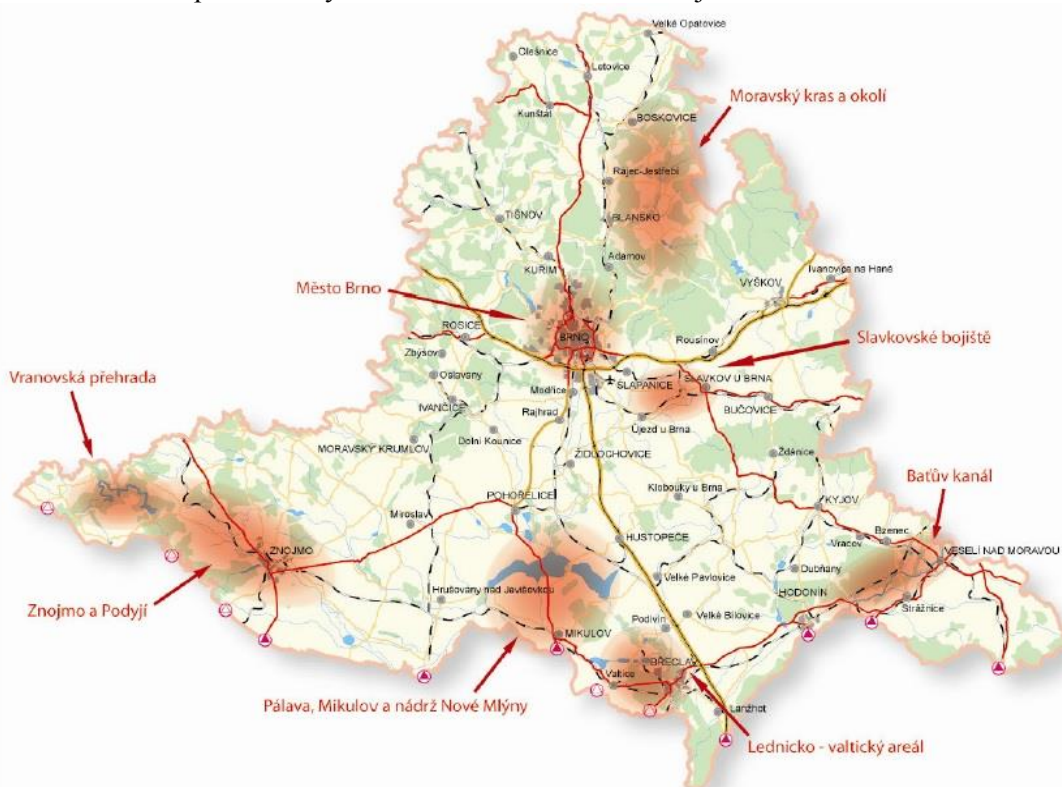 Velké Opatovice
Olešnice
Letovice
Moravský kras a okolí
Kunštát
BOSKOVICE
Rájec-Jestřebí
TIŠNOV
BLANSKO
Adamov
KUŘIM
Ivanovice na Hané
VYŠKOV
Město Brno
ROSICE
BRNO
Rousínov
Slavkovské bojiště
Zbýšov
Oslavany
ŠLAPANICE
SLAVKOV U BRNA
Vranovská přehrada
Modřice
BUČOVICE
IVANČICE
Rajhrad
Újezd u Brna
MORAVSKÝ KRUMLOV
Dolní Kounice
Ždánice
ŽIDLOCHOVICE
Baťův kanál
Klobouky u Brna
POHOŘELICE
KYJOV
Miroslav
Bzenec
Vracov
ZNOJMO
HUSTOPEČE
VESELÍ NAD MORAVOU
Dubňany
Velké Pavlovice
Hrušovany nad Jevišovkou
HODONÍN
Strážnice
Znojmo a Podyjí
Velké Bílovice
Podivín
MIKULOV
BŘECLAV
Valtice
Pálava, Mikulov a nádrž Nové Mlýny
Lanžhot
Lednicko - valtický areál